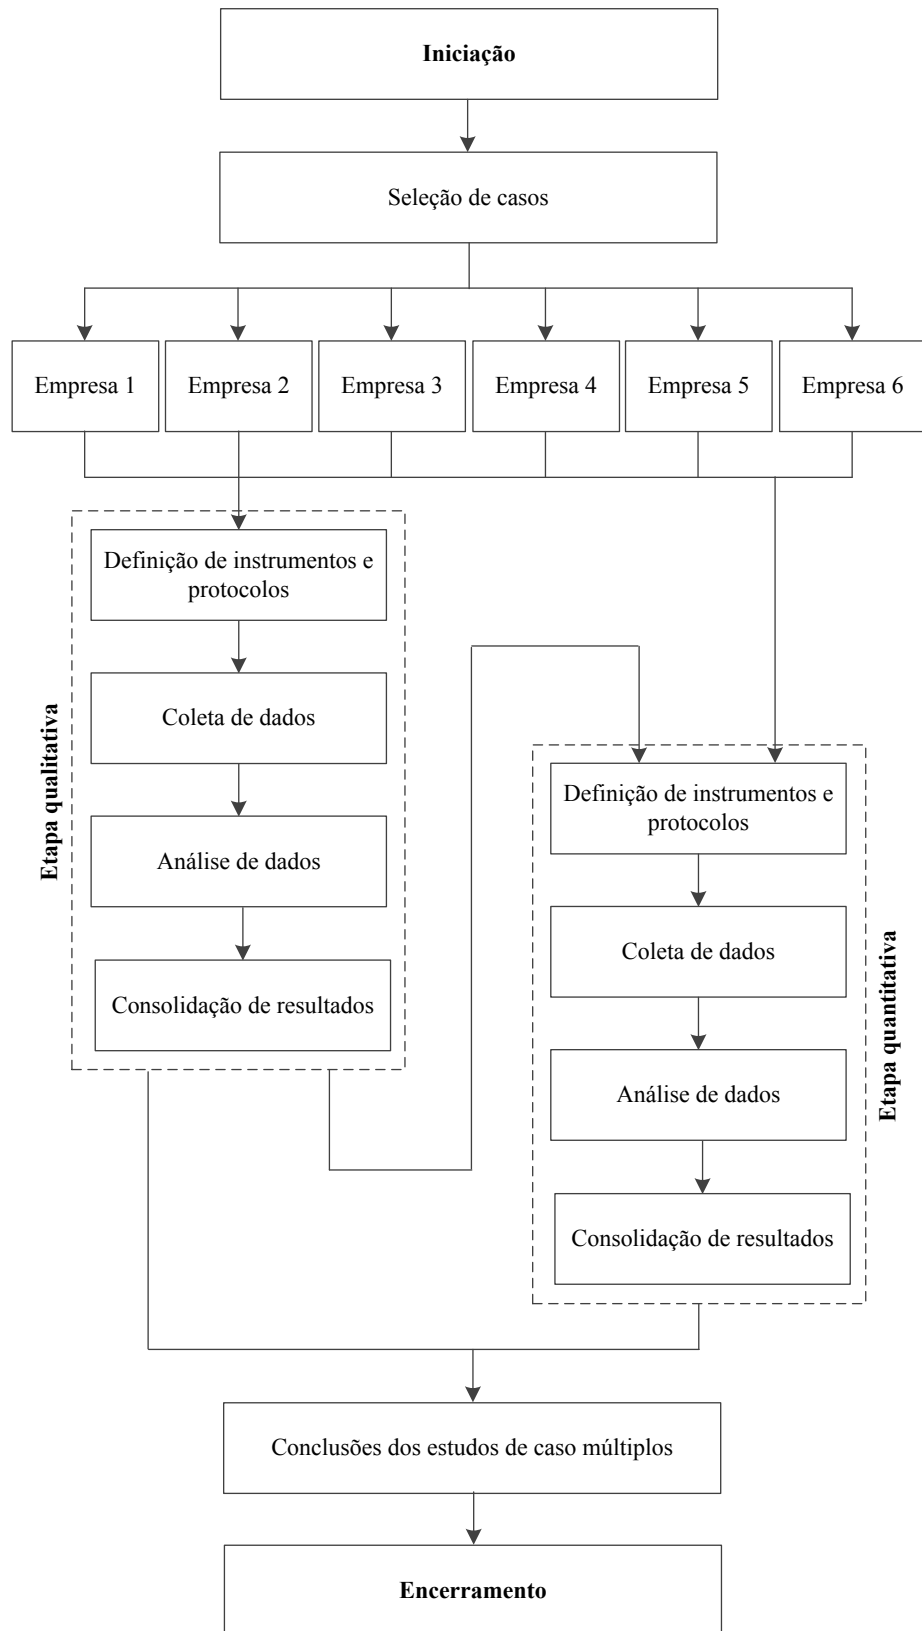 Iniciação
Seleção de casos
Empresa 1
Empresa 2
Empresa 3
Empresa 4
Empresa 5
Empresa 6
Etapa qualitativa
Definição de instrumentos e
protocolos
Coleta de dados
Análise de dados
Consolidação de resultados
Definição de instrumentos e
protocolos
Coleta de dados
Análise de dados
Consolidação de resultados
Etapa quantitativa
Conclusões dos estudos de caso múltiplos
Encerramento